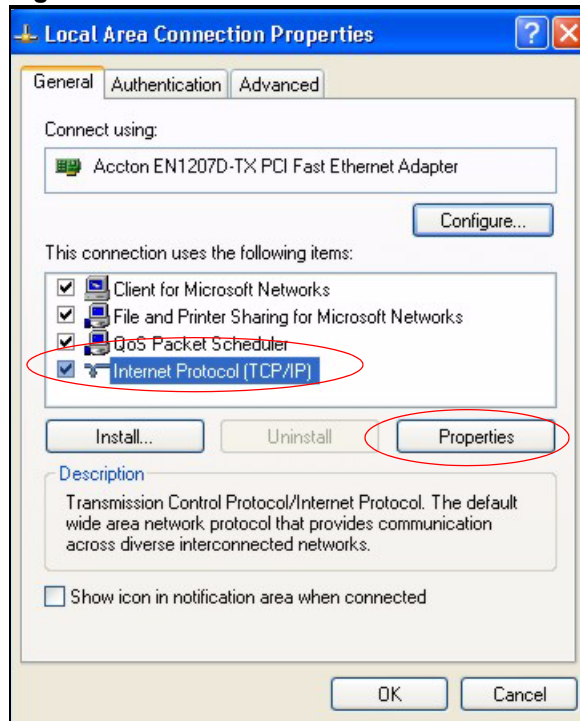 Local Area Connection Properties
General Authentication Advanced
Connect using:
Accton EN1207D-TX PCI Fast Ethernet Adapter
Configure...
This connection uses the following items:
Client for Microsoft Networks
File and Printer Sharing for Microsoft Networks
QoS Packet Scheduler
Internet Protocol (TCP/IP)
Install... Uninstall Properties
Description
Transmission Control Protocol/Internet Protocol. The default
wide area network protocol that provides communication
across diverse interconnected networks.
Show icon in notification area when connected
OK Cancel